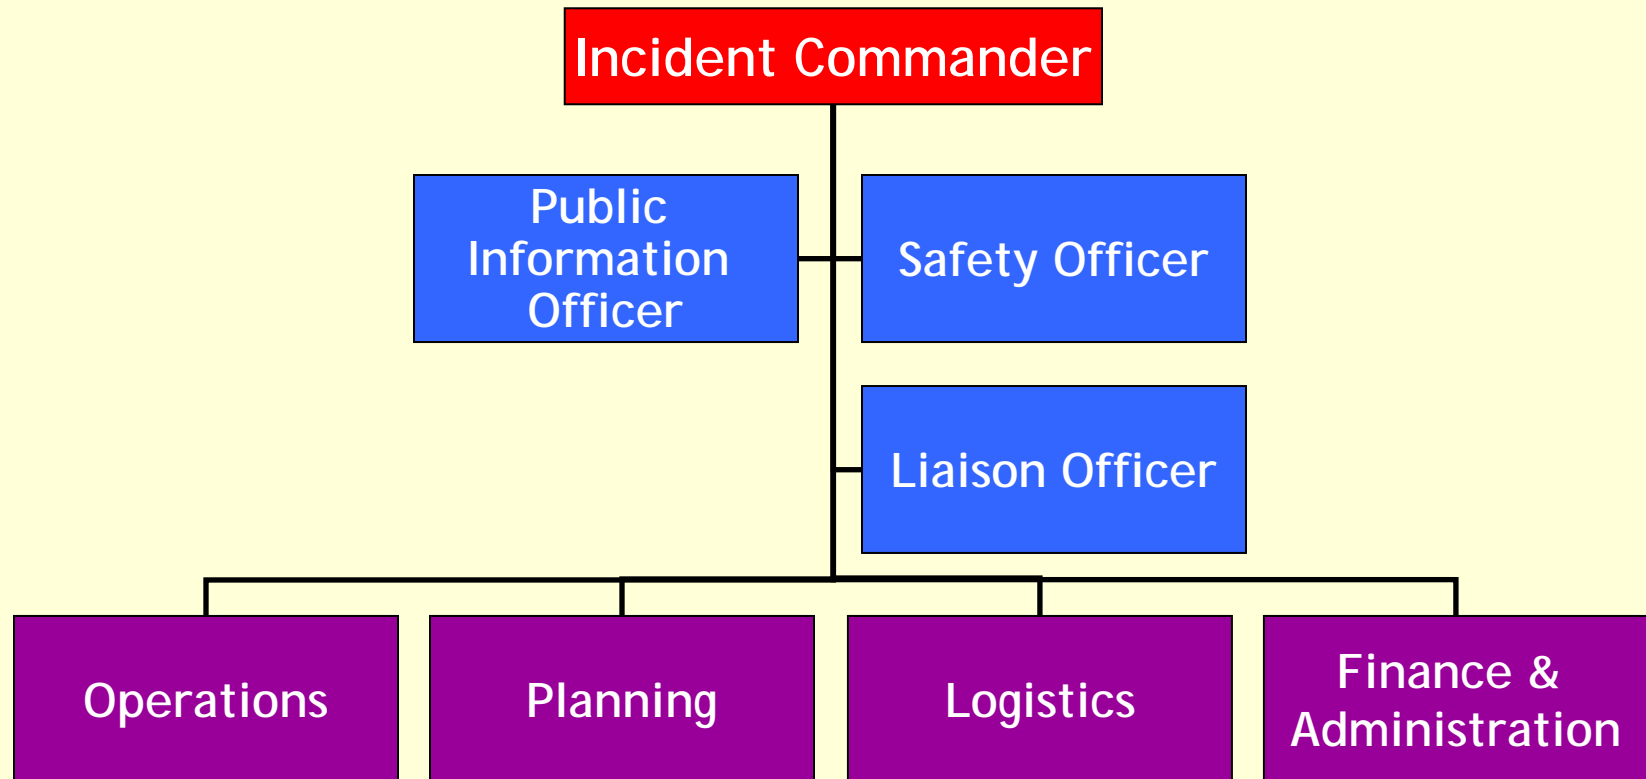 Incident Commander
Public
Information
Officer
Safety Officer
Liaison Officer
Operations
Planning
Logistics
Finance &
Administration